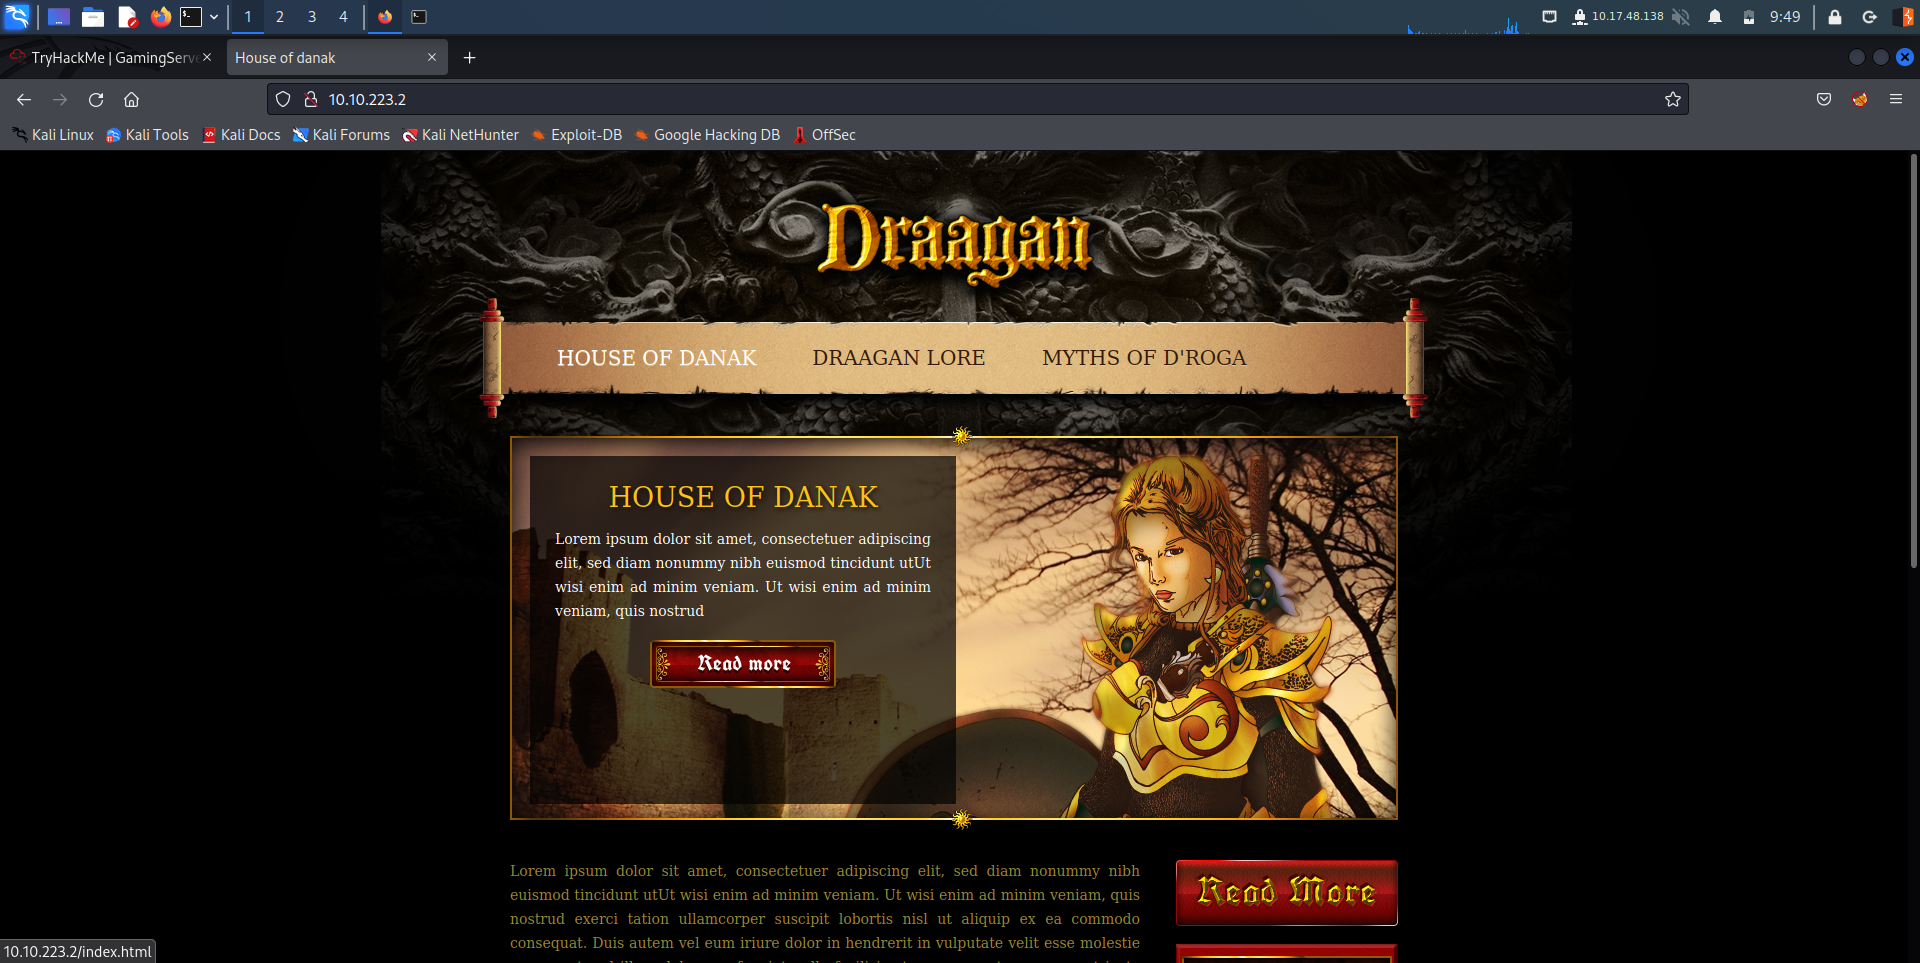 1 2 3 4
10.17.48.138
9:49
TryHackMe | GamingServe
House of danak
10.10.223.2
Kali Linux
Kali Tools
Kali Docs
Kali Forums
Kali NetHunter
Exploit-DB
Google Hacking DB
OffSec
Draagan
HOUSE OF DANAK
DRAAGAN LORE
MYTHS OF D'ROGA
HOUSE OF DANAK
Lorem ipsum dolor sit amet, consectetuer adipiscing
elit, sed diam nonummy nibh euismod tincidunt utUt
wisi enim ad minim veniam. Ut wisi enim ad minim
veniam, quis nostrud
Read more
Lorem ipsum dolor sit amet, consectetuer adipiscing elit, sed diam nonummy nibh
euismod tincidunt utUt wisi enim ad minim veniam. Ut wisi enim ad minim veniam, quis
nostrud exerci tation ullamcorper suscipit lobortis nisl ut aliquip ex ea commodo
consequat. Duis autem vel eum iriure dolor in hendrerit in vulputate velit esse molestie
Read More
10.10.223.2/index.html